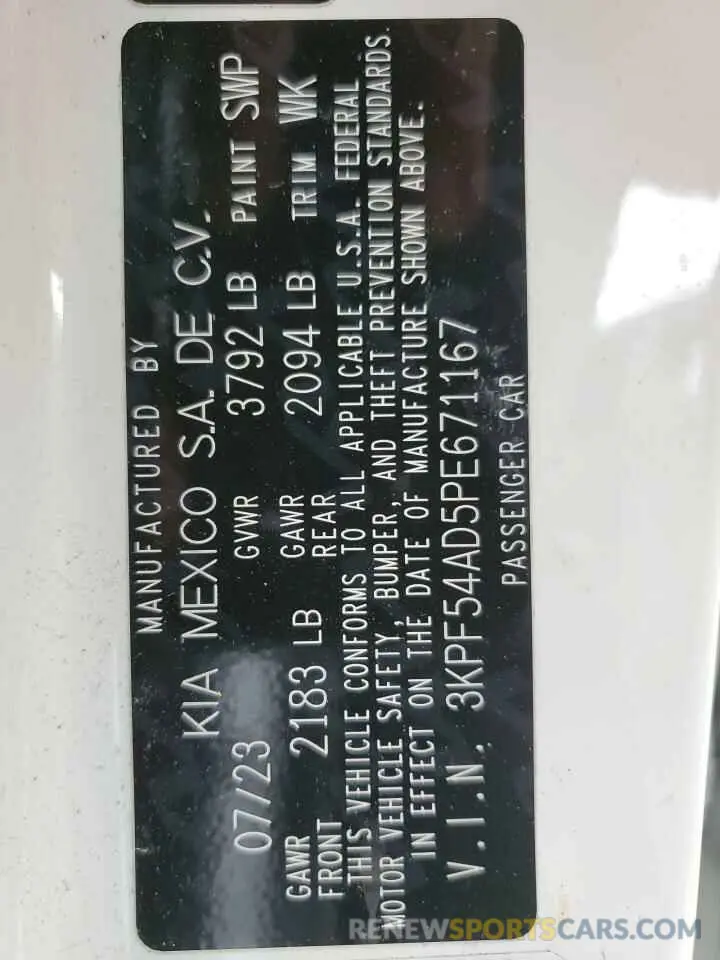 MANUFACTURED BY
KIA MEXICO S.A. DE C.V.
07/23 GVWR 3792 LB PAINT SWP
GAWR FRONT 2183 LB GAWR REAR 2094 LB TRIM WK
THIS VEHICLE CONFORMS TO ALL APPLICABLE U.S.A. FEDERAL
MOTOR VEHICLE SAFETY, BUMPER, AND THEFT PREVENTION STANDARDS
IN EFFECT ON THE DATE OF MANUFACTURE SHOWN ABOVE.
V.I.N. 3KPF54AD5PE671167
PASSENGER CAR
RENEWSPORTSCARS.COM